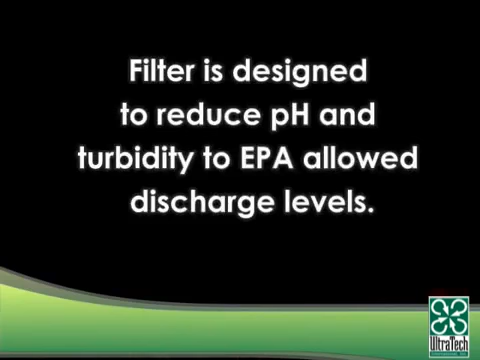 Filter is designed
to reduce pH and
turbidity to EPA allowed
discharge levels.
UltraTech